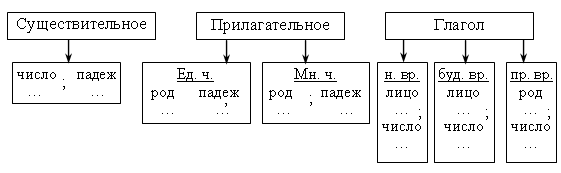 Существительное
Прилагательное
Глагол
число ; падеж
… …
Ед. ч.
род ; падеж
… …
Мн. ч.
род ; падеж
… …
н. вр.
лицо
… ;
число
…
буд. вр.
лицо
… ;
число
…
пр. вр.
род
… ;
число
…